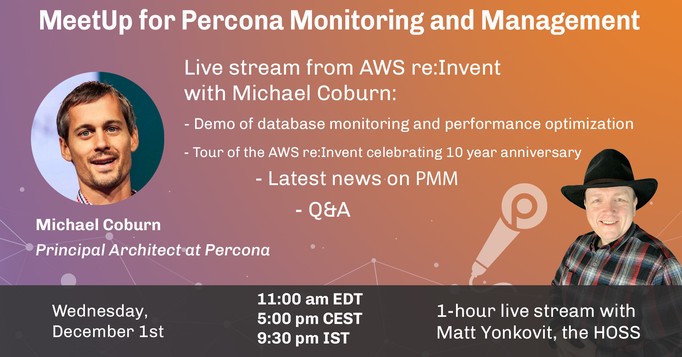 MeetUp for Percona Monitoring and Management
Live stream from AWS re:Invent
with Michael Coburn:
- Demo of database monitoring and performance optimization
- Tour of the AWS re:Invent celebrating 10 year anniversary
- Latest news on PMM
- Q&A
Michael Coburn
Principal Architect at Percona
Wednesday,
December 1st
11:00 am EDT
5:00 pm CEST
9:30 pm IST
1-hour live stream with
Matt Yonkovit, the HOSS